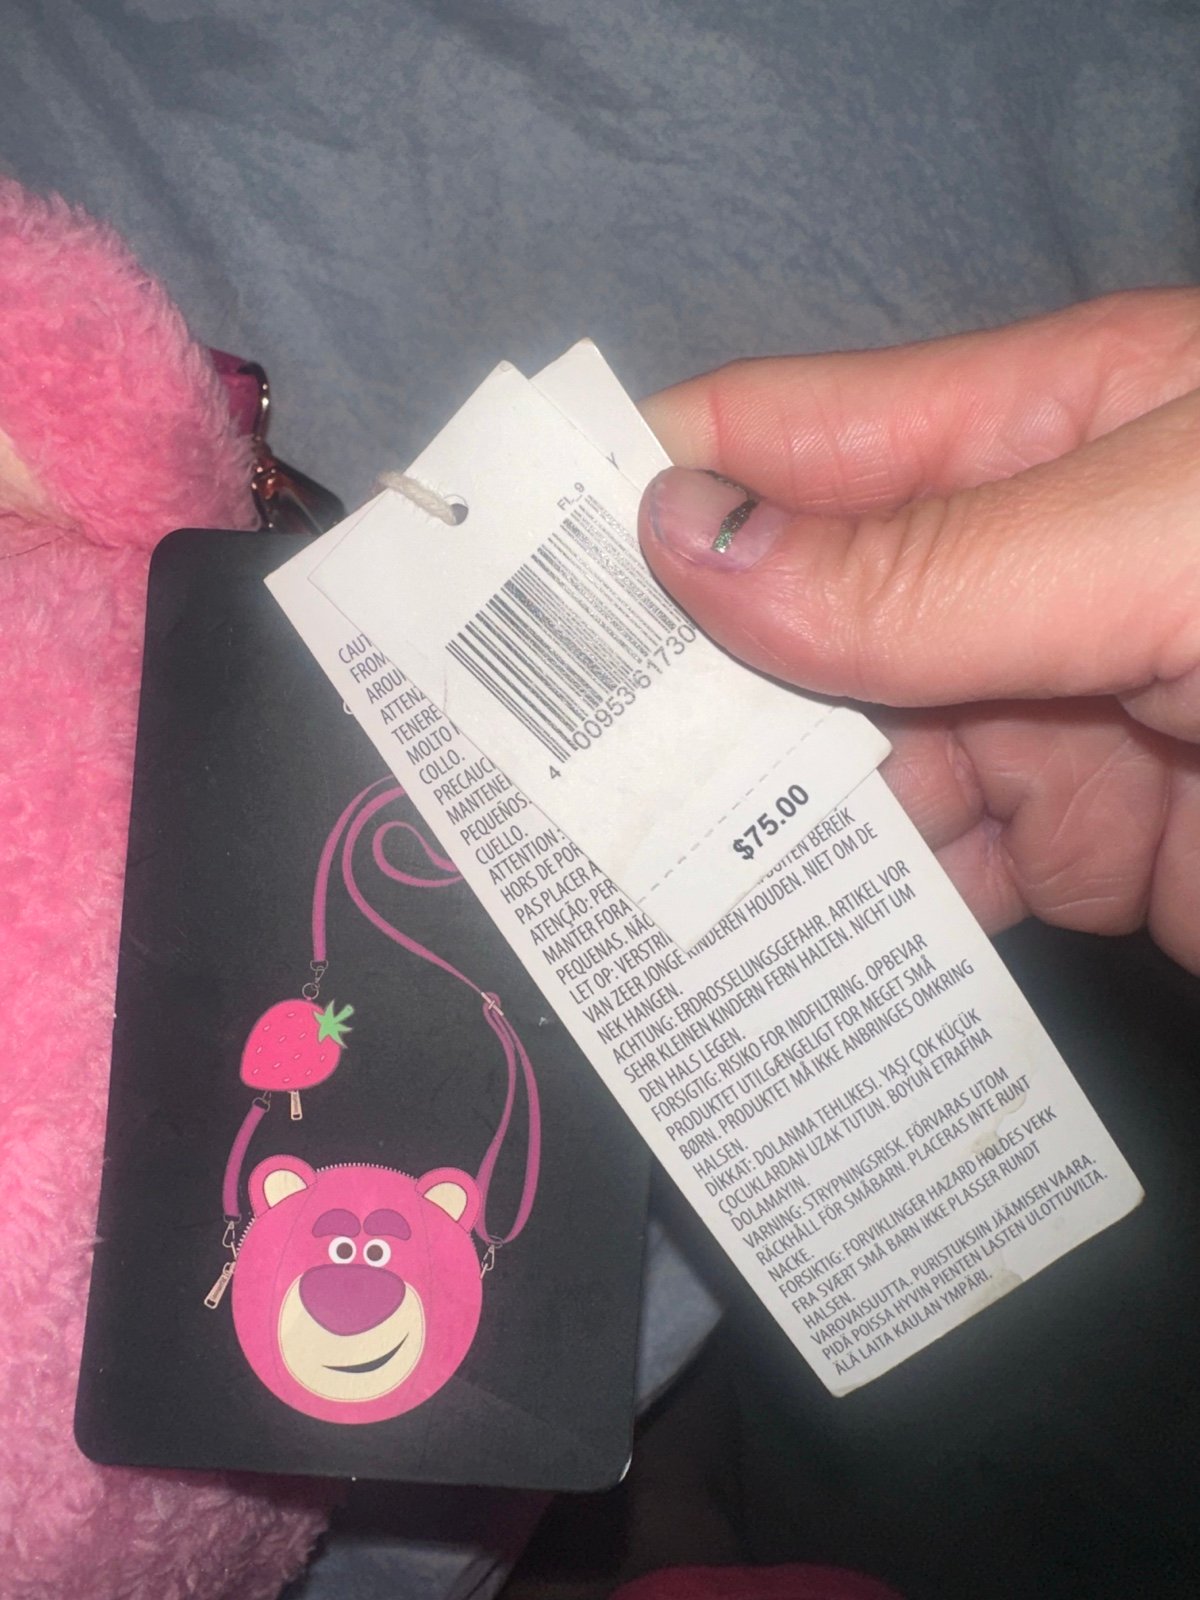 Y
FI_9
4 00953 61730
$75.00
CAUT
FROM
AROU
ATTENZ
TENERE
MOLTO
COLLO.
PRECAUC
MANTENE
PEQUEÑOS.
CUELLO.
ATTENTION :
HORS DE POR
PAS PLACER A
ATENÇÃO: PER
MANTER FORA
PEQUENAS. NÃO
LET OP: VERSTRI BUITEN BEREIK
VAN ZEER JONGE KINDEREN HOUDEN. NIET OM DE
NEK HANGEN.
ACHTUNG: ERDROSSELUNGSGEFAHR. ARTIKEL VOR
SEHR KLEINEN KINDERN FERN HALTEN. NICHT UM
DEN HALS LEGEN.
FORSIGTIG: RISIKO FOR INDFILTRING. OPBEVAR
PRODUKTET UTILGÆNGELIGT FOR MEGET SMÅ
BØRN. PRODUKTET MÅ IKKE ANBRINGES OMKRING
HALSEN.
DIKKAT: DOLANMA TEHLIKESI. YAŞI ÇOK KÜÇÜK
ÇOCUKLARDAN UZAK TUTUN. BOYUN ETRAFINA
DOLAMAYIN.
VARNING: STRYPNINGSRISK. FÖRVARAS UTOM
RÄCKHÅLL FÖR SMÅBARN. PLACERAS INTE RUNT
NACKE.
FORSIKTIG: FORVIKLINGER HAZARD HOLDES VEKK
FRA SVÆRT SMÅ BARN IKKE PLASSER RUNDT
HALSEN.
VAROVAISUUTTA. PURISTUKSIIN JÄÄMISEN VAARA.
PIDÄ POISSA HYVIN PIENTEN LASTEN ULOTTUVILTA.
ÄLÄ LAITA KAULAN YMPÄRI.